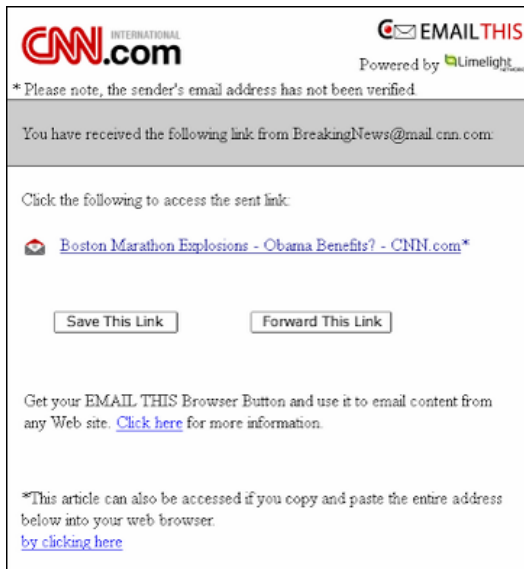 INTERNATIONAL
CNN.com
EMAIL THIS
Powered by Limelight
* Please note, the sender's email address has not been verified.
You have received the following link from BreakingNews@mail.cnn.com:
Click the following to access the sent link:
Boston Marathon Explosions - Obama Benefits? - CNN.com*
Save This Link Forward This Link
Get your EMAIL THIS Browser Button and use it to email content from
any Web site. Click here for more information.
*This article can also be accessed if you copy and paste the entire address
below into your web browser.
by clicking here